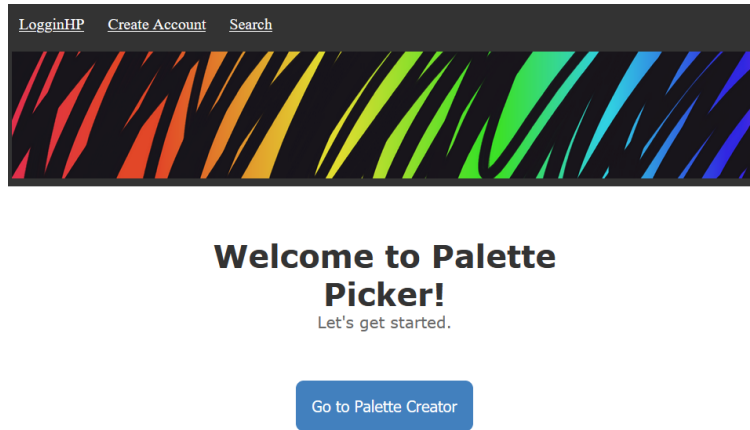 LogginHP Create Account Search
Welcome to Palette
Picker!
Let's get started.
Go to Palette Creator